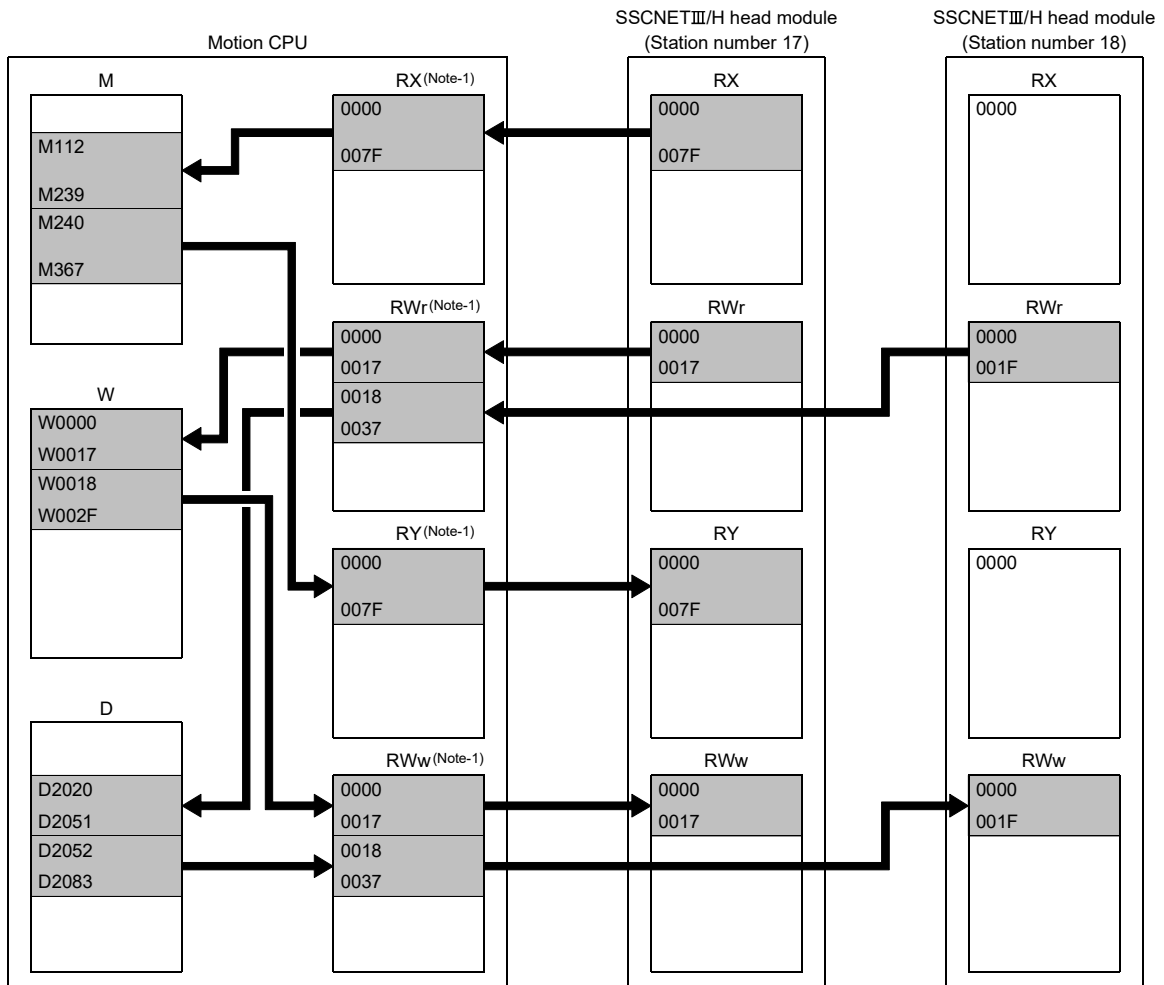 SSCNETⅢ/H head module
(Station number 17)
SSCNETⅢ/H head module
(Station number 18)
Motion CPU
M
M112
M239
M240
M367
W
W0000
W0017
W0018
W002F
D
D2020
D2051
D2052
D2083
RX(Note-1)
0000
007F
RWr(Note-1)
0000
0017
0018
0037
RY(Note-1)
0000
007F
RWw(Note-1)
0000
0017
0018
0037
RX
0000
007F
RWr
0000
0017
RY
0000
007F
RWw
0000
0017
RX
0000
RWr
0000
001F
RY
0000
RWw
0000
001F